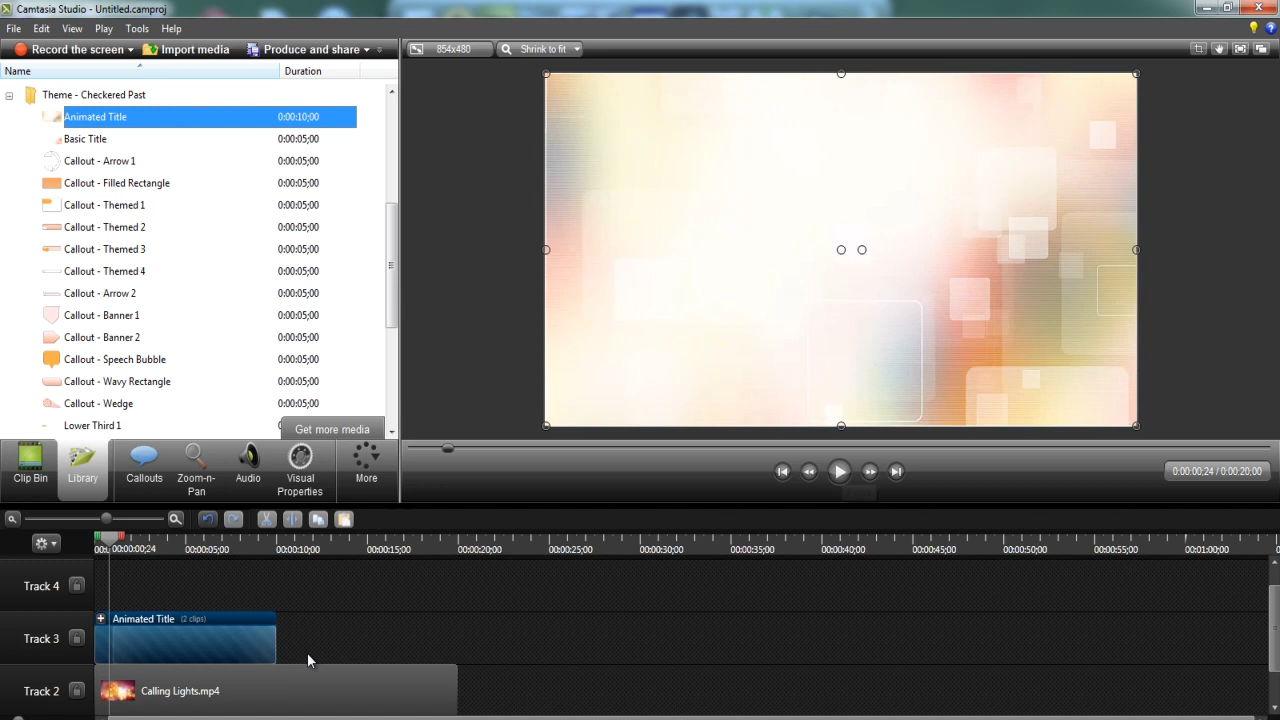 Camtasia Studio - Untitled.camproj
File Edit View Play Tools Help
Record the screen Import media Produce and share
854x480 Shrink to fit
Name Duration
Theme - Checkered Past
Animated Title 0:00:10;00
Basic Title 0:00:05;00
Callout - Arrow 1 0:00:05;00
Callout - Filled Rectangle 0:00:05;00
Callout - Themed 1 0:00:05;00
Callout - Themed 2 0:00:05;00
Callout - Themed 3 0:00:05;00
Callout - Themed 4 0:00:05;00
Callout - Arrow 2 0:00:05;00
Callout - Banner 1 0:00:05;00
Callout - Banner 2 0:00:05;00
Callout - Speech Bubble 0:00:05;00
Callout - Wavy Rectangle 0:00:05;00
Callout - Wedge 0:00:05;00
Lower Third 1
Get more media
Clip Bin Library Callouts Zoom-n-Pan Audio Visual Properties More
0:00:00;24 / 0:00:20;00
00:00:00;24 00:00:05;00 00:00:10;00 00:00:15;00 00:00:20;00 00:00:25;00 00:00:30;00 00:00:35;00 00:00:40;00 00:00:45;00 00:00:50;00 00:00:55;00 00:01:00;00
Track 4
Track 3 Animated Title (2 clips)
Track 2 Calling Lights.mp4